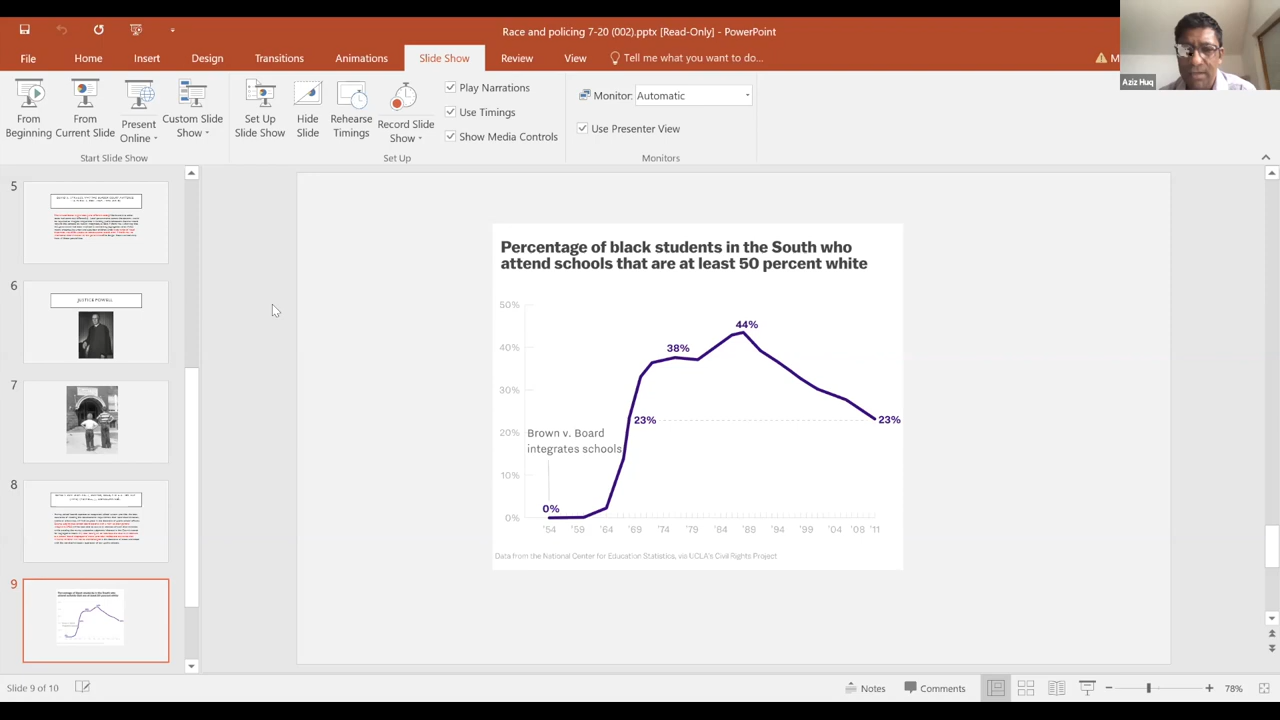 Race and policing 7-20 (002).pptx [Read-Only] - PowerPoint
File Home Insert Design Transitions Animations Slide Show Review View Tell me what you want to do...
Aziz Huq
From Beginning
From Current Slide
Present Online
Custom Slide Show
Start Slide Show
Set Up Slide Show
Hide Slide
Rehearse Timings
Record Slide Show
Play Narrations
Use Timings
Show Media Controls
Set Up
Monitor: Automatic
Use Presenter View
Monitors
5
6
JUSTICE POWELL
7
8
9
Percentage of black students in the South who
attend schools that are at least 50 percent white
50%
40%
30%
20%
10%
0%
44%
38%
23%
23%
Brown v. Board
integrates schools
0%
'54 '59 '64 '69 '74 '79 '84 '89 '94 '99 '04 '09 '11
Data from the National Center for Education Statistics, via UCLA's Civil Rights Project
Slide 9 of 10
Notes Comments 78%